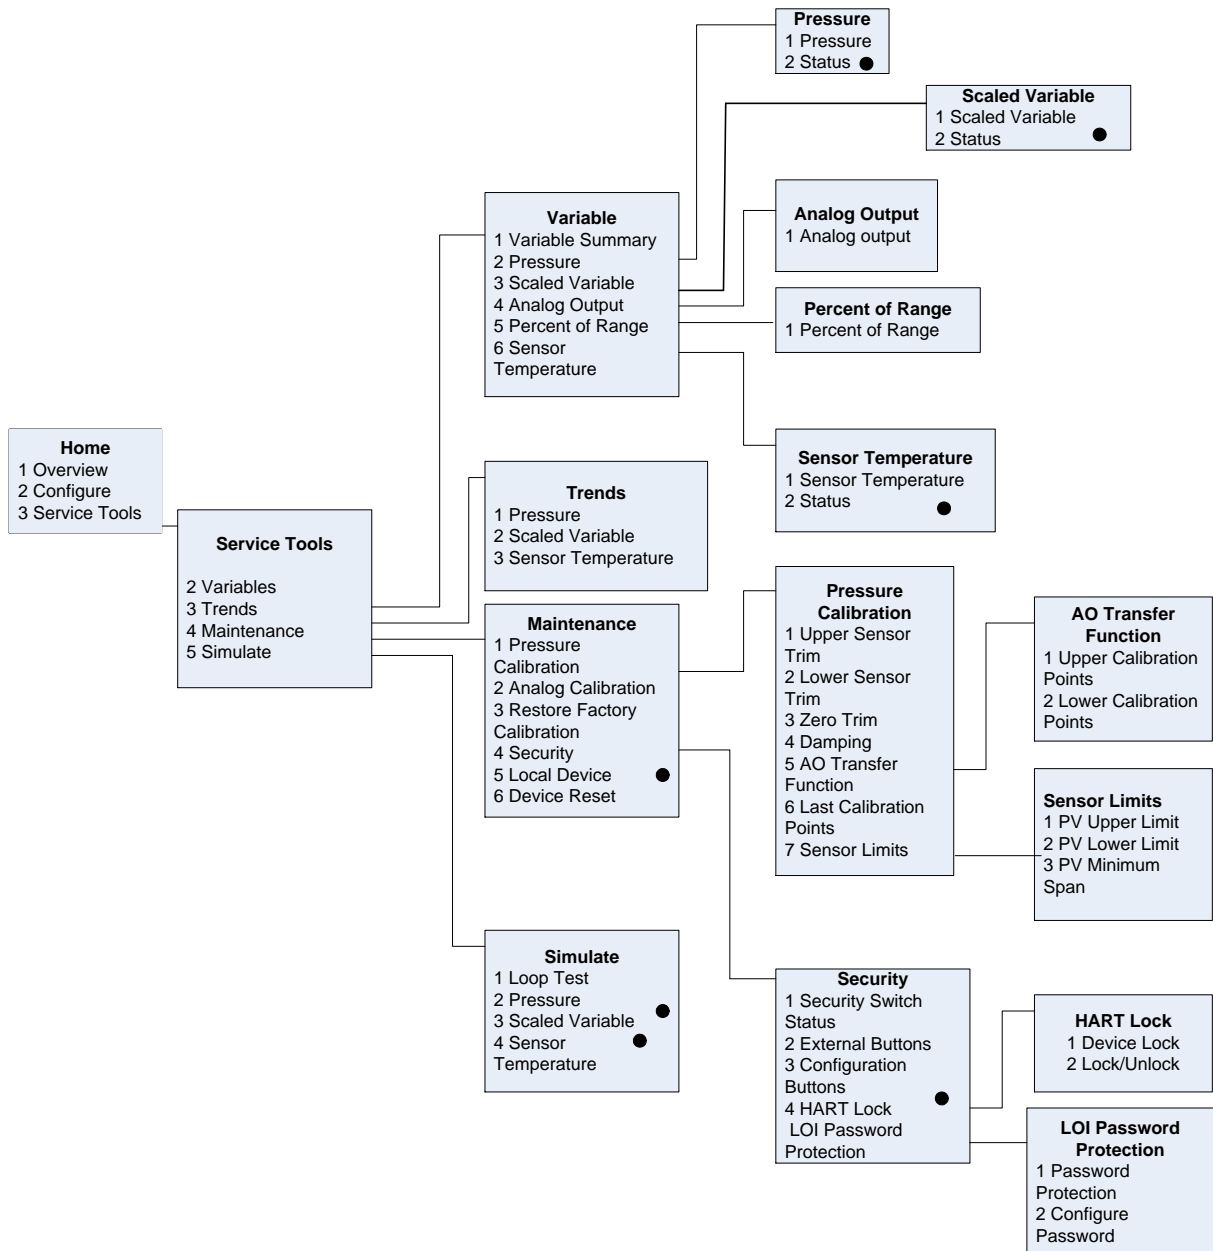 Home
1 Overview
2 Configure
3 Service Tools
Service Tools
2 Variables
3 Trends
4 Maintenance
5 Simulate
Variable
1 Variable Summary
2 Pressure
3 Scaled Variable
4 Analog Output
5 Percent of Range
6 Sensor
Temperature
Trends
1 Pressure
2 Scaled Variable
3 Sensor Temperature
Maintenance
1 Pressure
Calibration
2 Analog Calibration
3 Restore Factory
Calibration
4 Security
5 Local Device
6 Device Reset
Simulate
1 Loop Test
2 Pressure
3 Scaled Variable
4 Sensor
Temperature
Pressure
1 Pressure
2 Status
Scaled Variable
1 Scaled Variable
2 Status
Analog Output
1 Analog output
Percent of Range
1 Percent of Range
Sensor Temperature
1 Sensor Temperature
2 Status
Pressure
Calibration
1 Upper Sensor
Trim
2 Lower Sensor
Trim
3 Zero Trim
4 Damping
5 AO Transfer
Function
6 Last Calibration
Points
7 Sensor Limits
Security
1 Security Switch
Status
2 External Buttons
3 Configuration
Buttons
4 HART Lock
LOI Password
Protection
AO Transfer
Function
1 Upper Calibration
Points
2 Lower Calibration
Points
Sensor Limits
1 PV Upper Limit
2 PV Lower Limit
3 PV Minimum
Span
HART Lock
1 Device Lock
2 Lock/Unlock
LOI Password
Protection
1 Password
Protection
2 Configure
Password